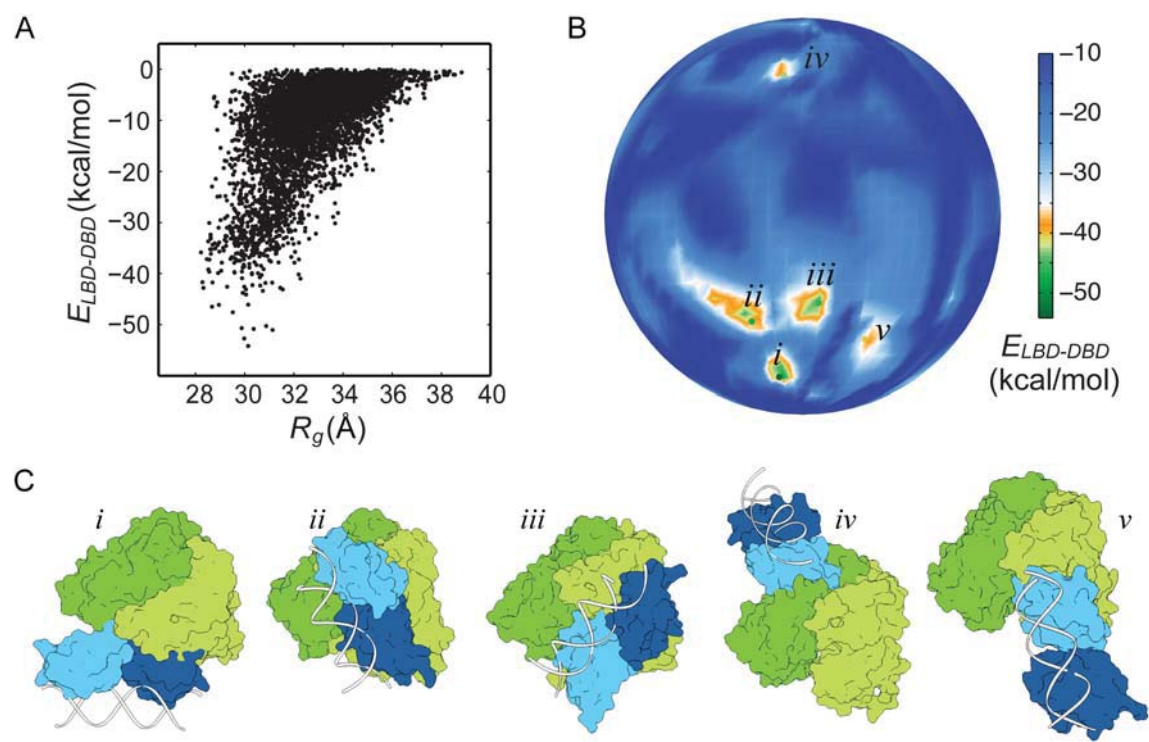 A
E_LBD-DBD (kcal/mol)
0
−10
−20
−30
−40
−50
28 30 32 34 36 38 40
R_g (Å)
B
iv
iii
ii
v
i
−10
−20
−30
−40
−50
E_LBD-DBD
(kcal/mol)
C
i ii iii iv v